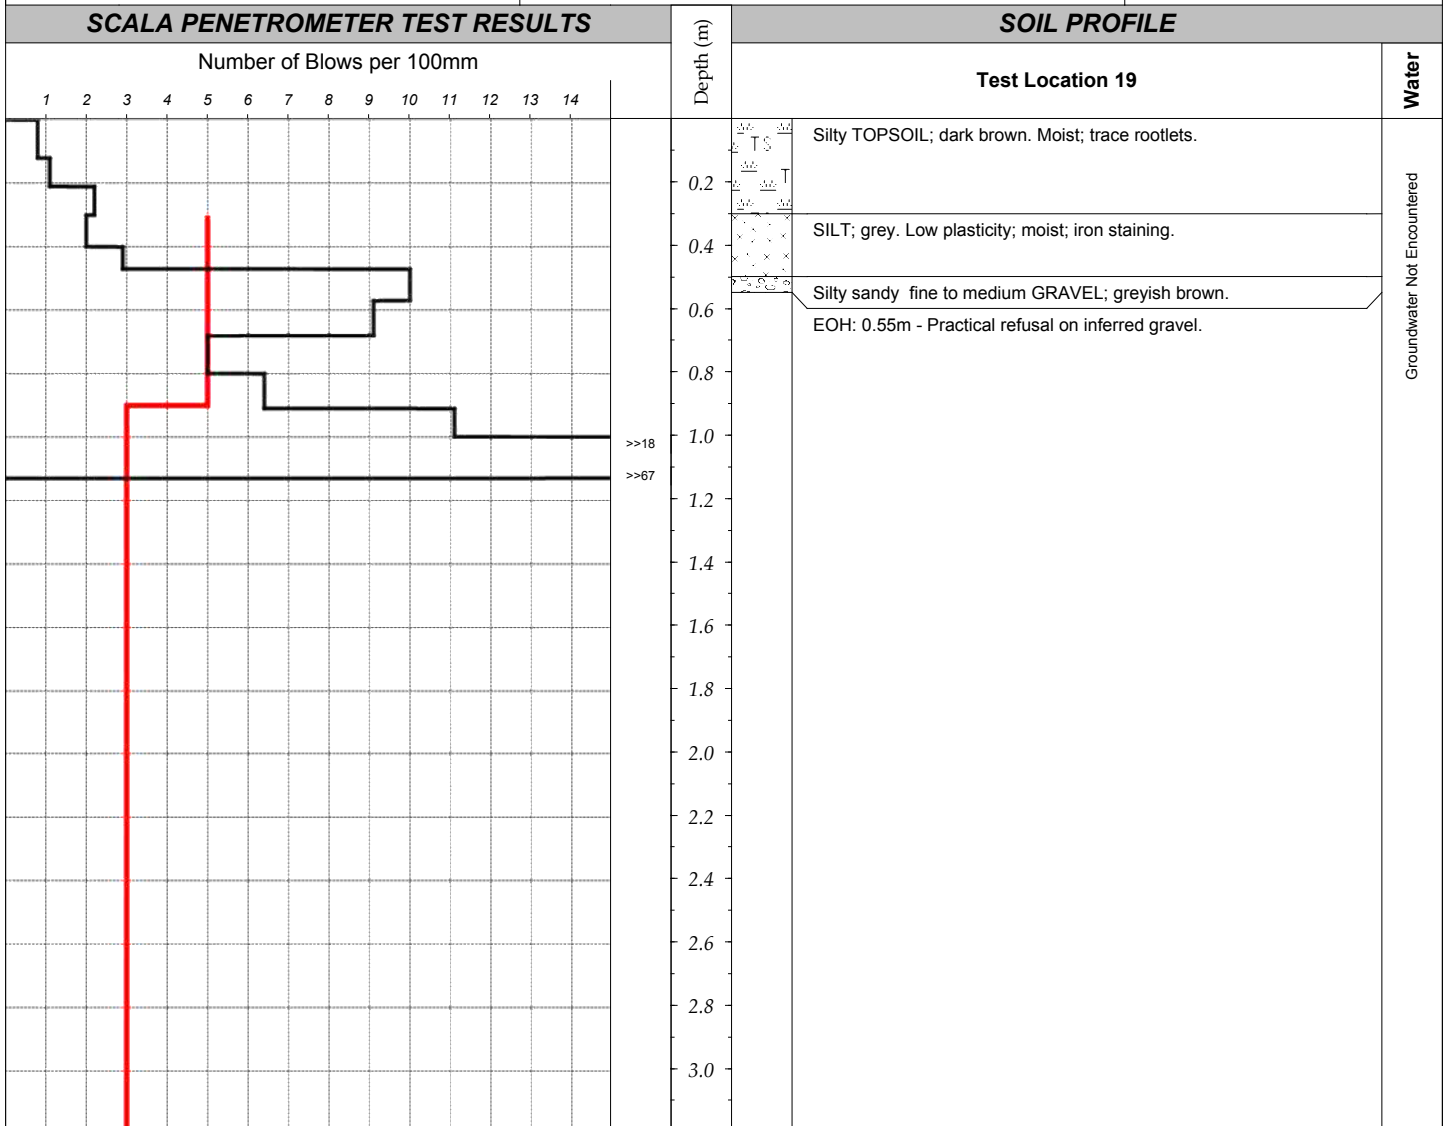 SCALA PENETROMETER TEST RESULTS
Number of Blows per 100mm
1 2 3 4 5 6 7 8 9 10 11 12 13 14
Depth (m)
SOIL PROFILE
Test Location 19
Water
>>18
>>67
0.2
0.4
0.6
0.8
1.0
1.2
1.4
1.6
1.8
2.0
2.2
2.4
2.6
2.8
3.0
TS
T
Silty TOPSOIL; dark brown. Moist; trace rootlets.
SILT; grey. Low plasticity; moist; iron staining.
Silty sandy fine to medium GRAVEL; greyish brown.
EOH: 0.55m - Practical refusal on inferred gravel.
Groundwater Not Encountered